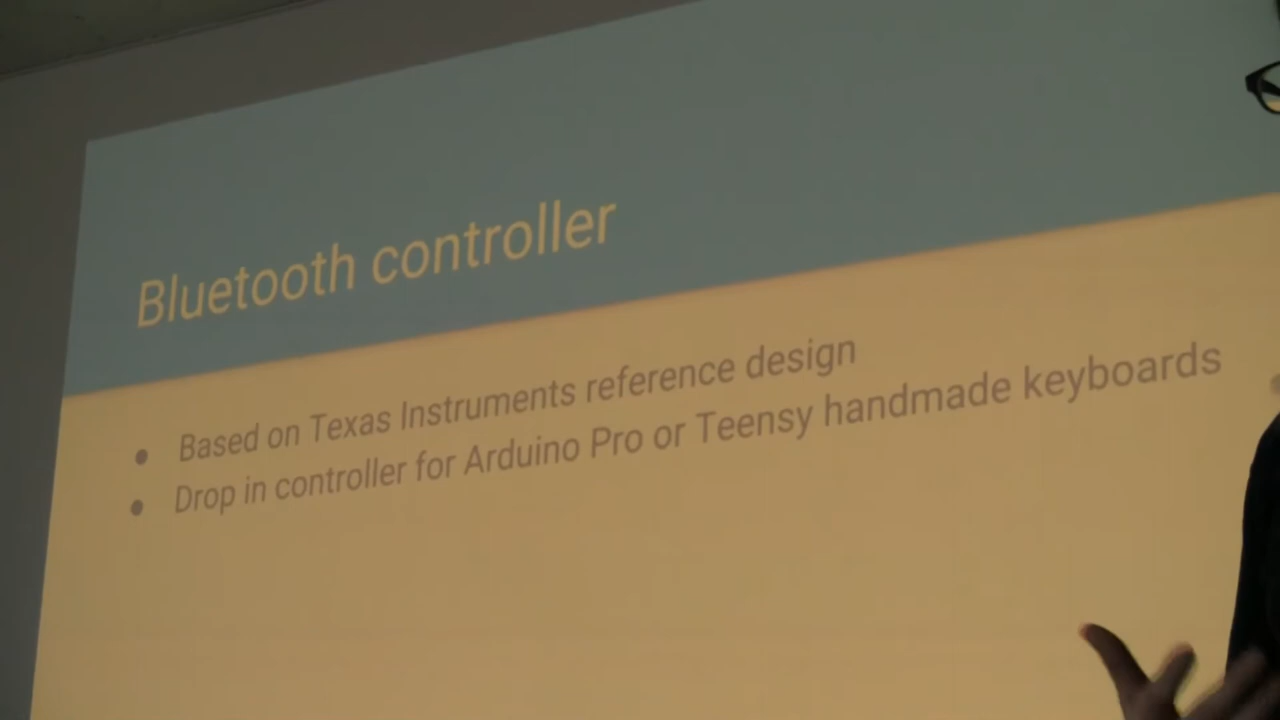 Bluetooth controller
● Based on Texas Instruments reference design
● Drop in controller for Arduino Pro or Teensy handmade keyboards